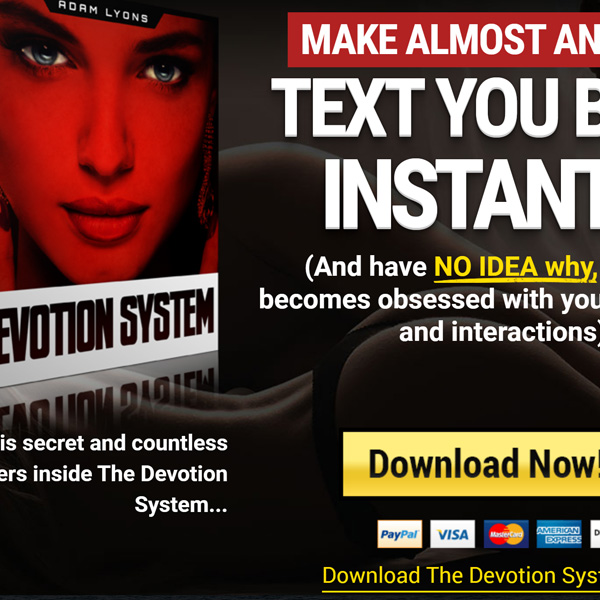 ADAM LYONS
EVOTION SYSTEM
is secret and countless
ers inside The Devotion
System...
MAKE ALMOST AN
TEXT YOU B
INSTANT
(And have NO IDEA why,
becomes obsessed with you
and interactions)
Download Now!
PayPal VISA MasterCard AMERICAN EXPRESS D
Download The Devotion Syst